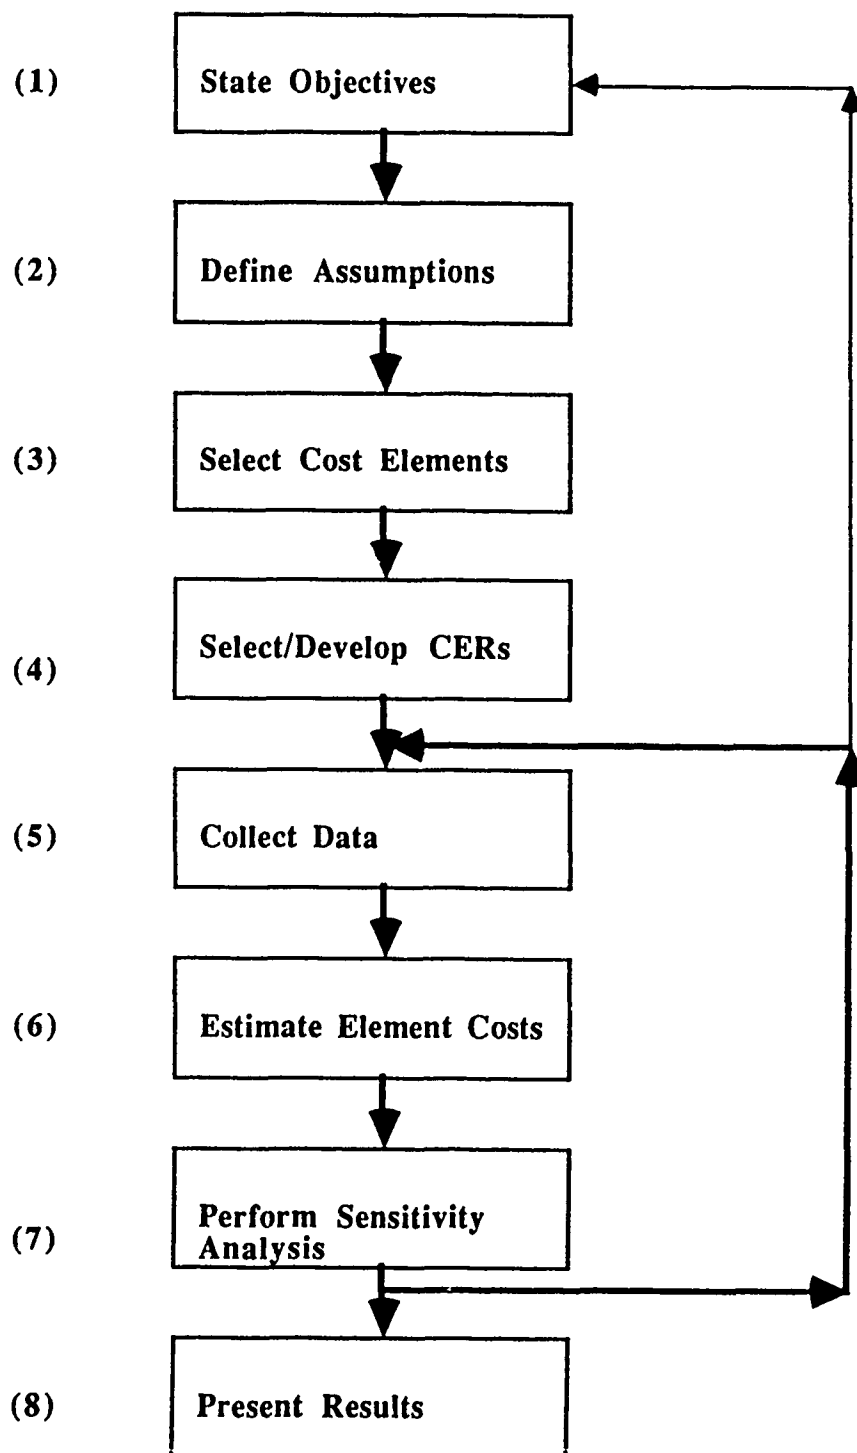 (1) State Objectives
(2) Define Assumptions
(3) Select Cost Elements
(4) Select/Develop CERs
(5) Collect Data
(6) Estimate Element Costs
(7) Perform Sensitivity
Analysis
(8) Present Results